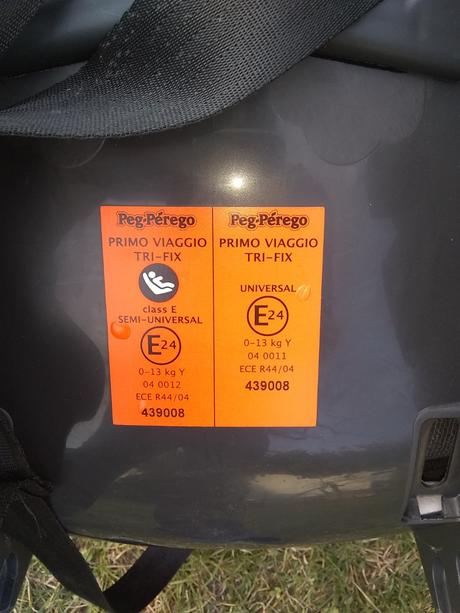 Peg-Pérego
PRIMO VIAGGIO
TRI-FIX
class E
SEMI-UNIVERSAL
E24
0-13 kg Y
04 0012
ECE R44/04
439008
Peg-Pérego
PRIMO VIAGGIO
TRI-FIX
UNIVERSAL
E24
0-13 kg Y
04 0011
ECE R44/04
439008